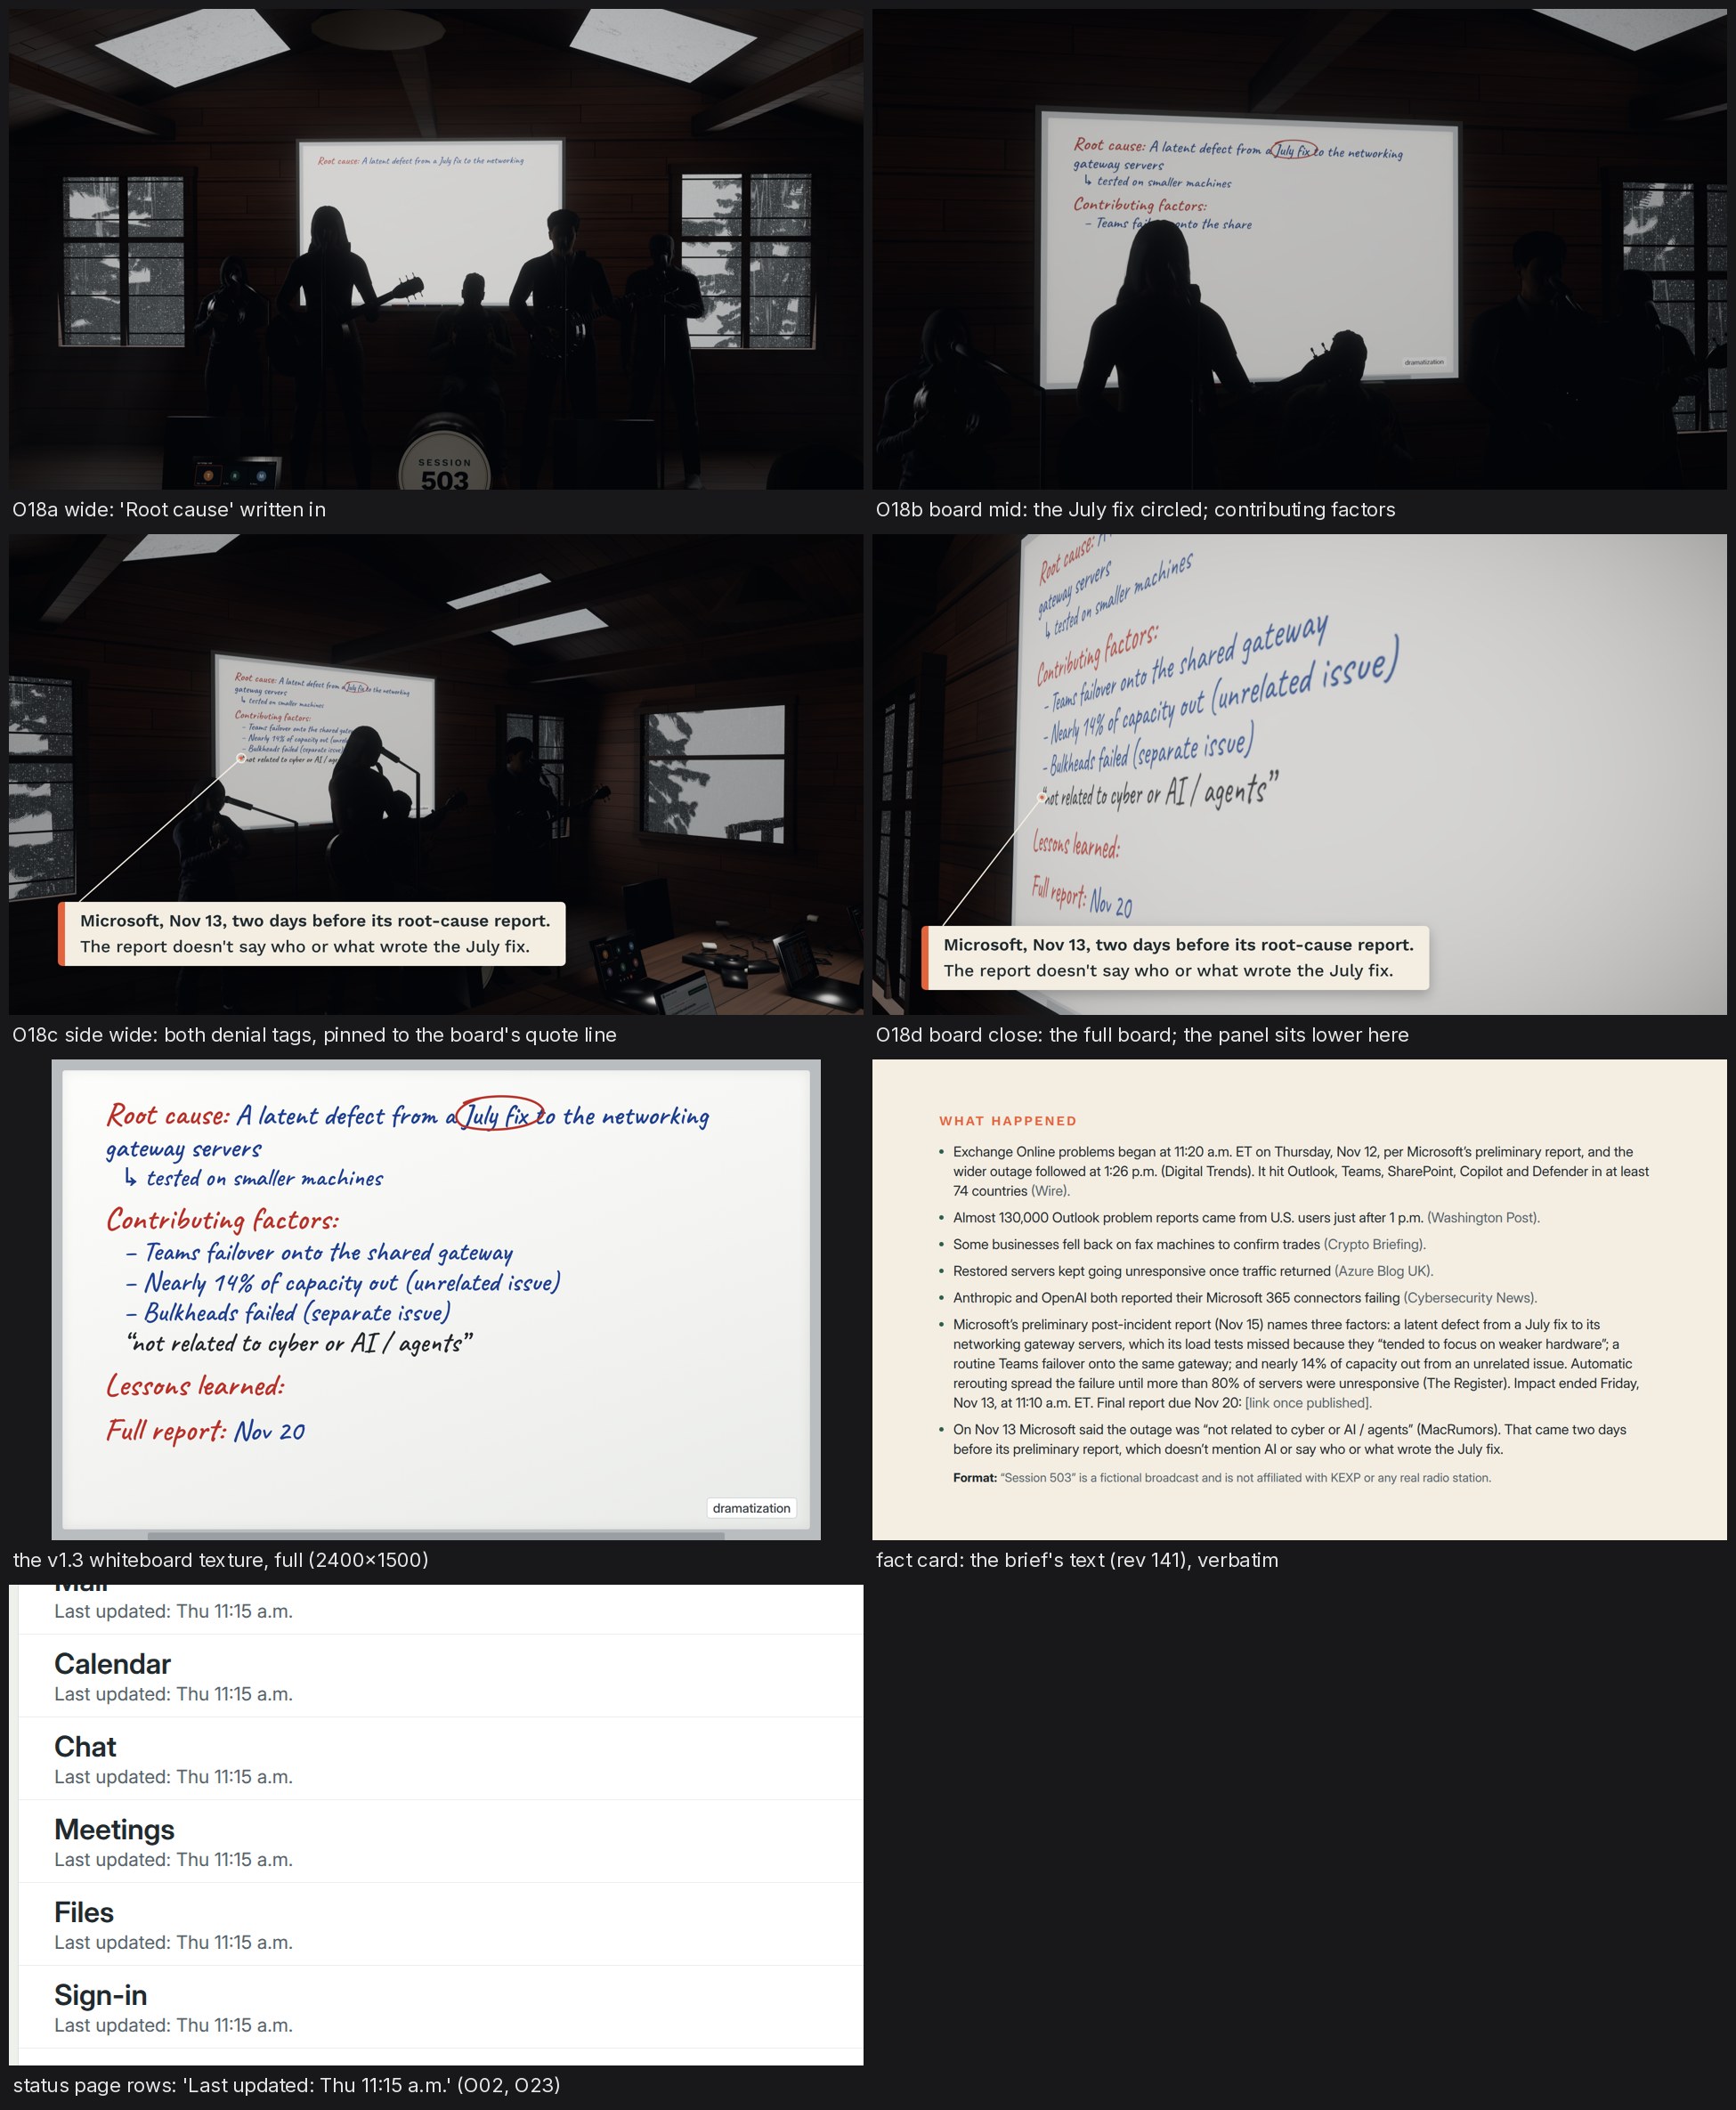 Root cause: A latent defect from a July fix to the networking
SESSION
503
O18a wide: 'Root cause' written in
Root cause: A latent defect from a July fix to the networking
gateway servers
↳ tested on smaller machines
Contributing factors:
– Teams onto the share
dramatization
O18b board mid: the July fix circled; contributing factors
Root cause: A latent defect from a July fix to the networking
gateway servers
↳ tested on smaller machines
Contributing factors:
– Teams failover onto the shared
– Nearly 14% of capacity out
– Bulkheads failed (separate issue)
not related to cyber or AI /
Microsoft, Nov 13, two days before its root-cause report.
The report doesn't say who or what wrote the July fix.
O18c side wide: both denial tags, pinned to the board's quote line
Root cause:
gateway servers
↳ tested on smaller machines
Contributing factors:
- Teams failover onto the shared gateway
- Nearly 14% of capacity out (unrelated issue)
- Bulkheads failed (separate issue)
“not related to cyber or AI / agents”
Lessons learned:
Full report: Nov 20
Microsoft, Nov 13, two days before its root-cause report.
The report doesn't say who or what wrote the July fix.
O18d board close: the full board; the panel sits lower here
Root cause: A latent defect from a July fix to the networking
gateway servers
↳ tested on smaller machines
Contributing factors:
– Teams failover onto the shared gateway
– Nearly 14% of capacity out (unrelated issue)
– Bulkheads failed (separate issue)
“not related to cyber or AI / agents”
Lessons learned:
Full report: Nov 20
dramatization
the v1.3 whiteboard texture, full (2400×1500)
WHAT HAPPENED
• Exchange Online problems began at 11:20 a.m. ET on Thursday, Nov 12, per Microsoft’s preliminary report, and the
wider outage followed at 1:26 p.m. (Digital Trends). It hit Outlook, Teams, SharePoint, Copilot and Defender in at least
74 countries (Wire).
• Almost 130,000 Outlook problem reports came from U.S. users just after 1 p.m. (Washington Post).
• Some businesses fell back on fax machines to confirm trades (Crypto Briefing).
• Restored servers kept going unresponsive once traffic returned (Azure Blog UK).
• Anthropic and OpenAI both reported their Microsoft 365 connectors failing (Cybersecurity News).
• Microsoft’s preliminary post-incident report (Nov 15) names three factors: a latent defect from a July fix to its
networking gateway servers, which its load tests missed because they “tended to focus on weaker hardware”; a
routine Teams failover onto the same gateway; and nearly 14% of capacity out from an unrelated issue. Automatic
rerouting spread the failure until more than 80% of servers were unresponsive (The Register). Impact ended Friday,
Nov 13, at 11:10 a.m. ET. Final report due Nov 20: [link once published].
• On Nov 13 Microsoft said the outage was “not related to cyber or AI / agents” (MacRumors). That came two days
before its preliminary report, which doesn’t mention AI or say who or what wrote the July fix.
Format: “Session 503” is a fictional broadcast and is not affiliated with KEXP or any real radio station.
fact card: the brief's text (rev 141), verbatim
Mail
Last updated: Thu 11:15 a.m.
Calendar
Last updated: Thu 11:15 a.m.
Chat
Last updated: Thu 11:15 a.m.
Meetings
Last updated: Thu 11:15 a.m.
Files
Last updated: Thu 11:15 a.m.
Sign-in
Last updated: Thu 11:15 a.m.
status page rows: 'Last updated: Thu 11:15 a.m.' (O02, O23)